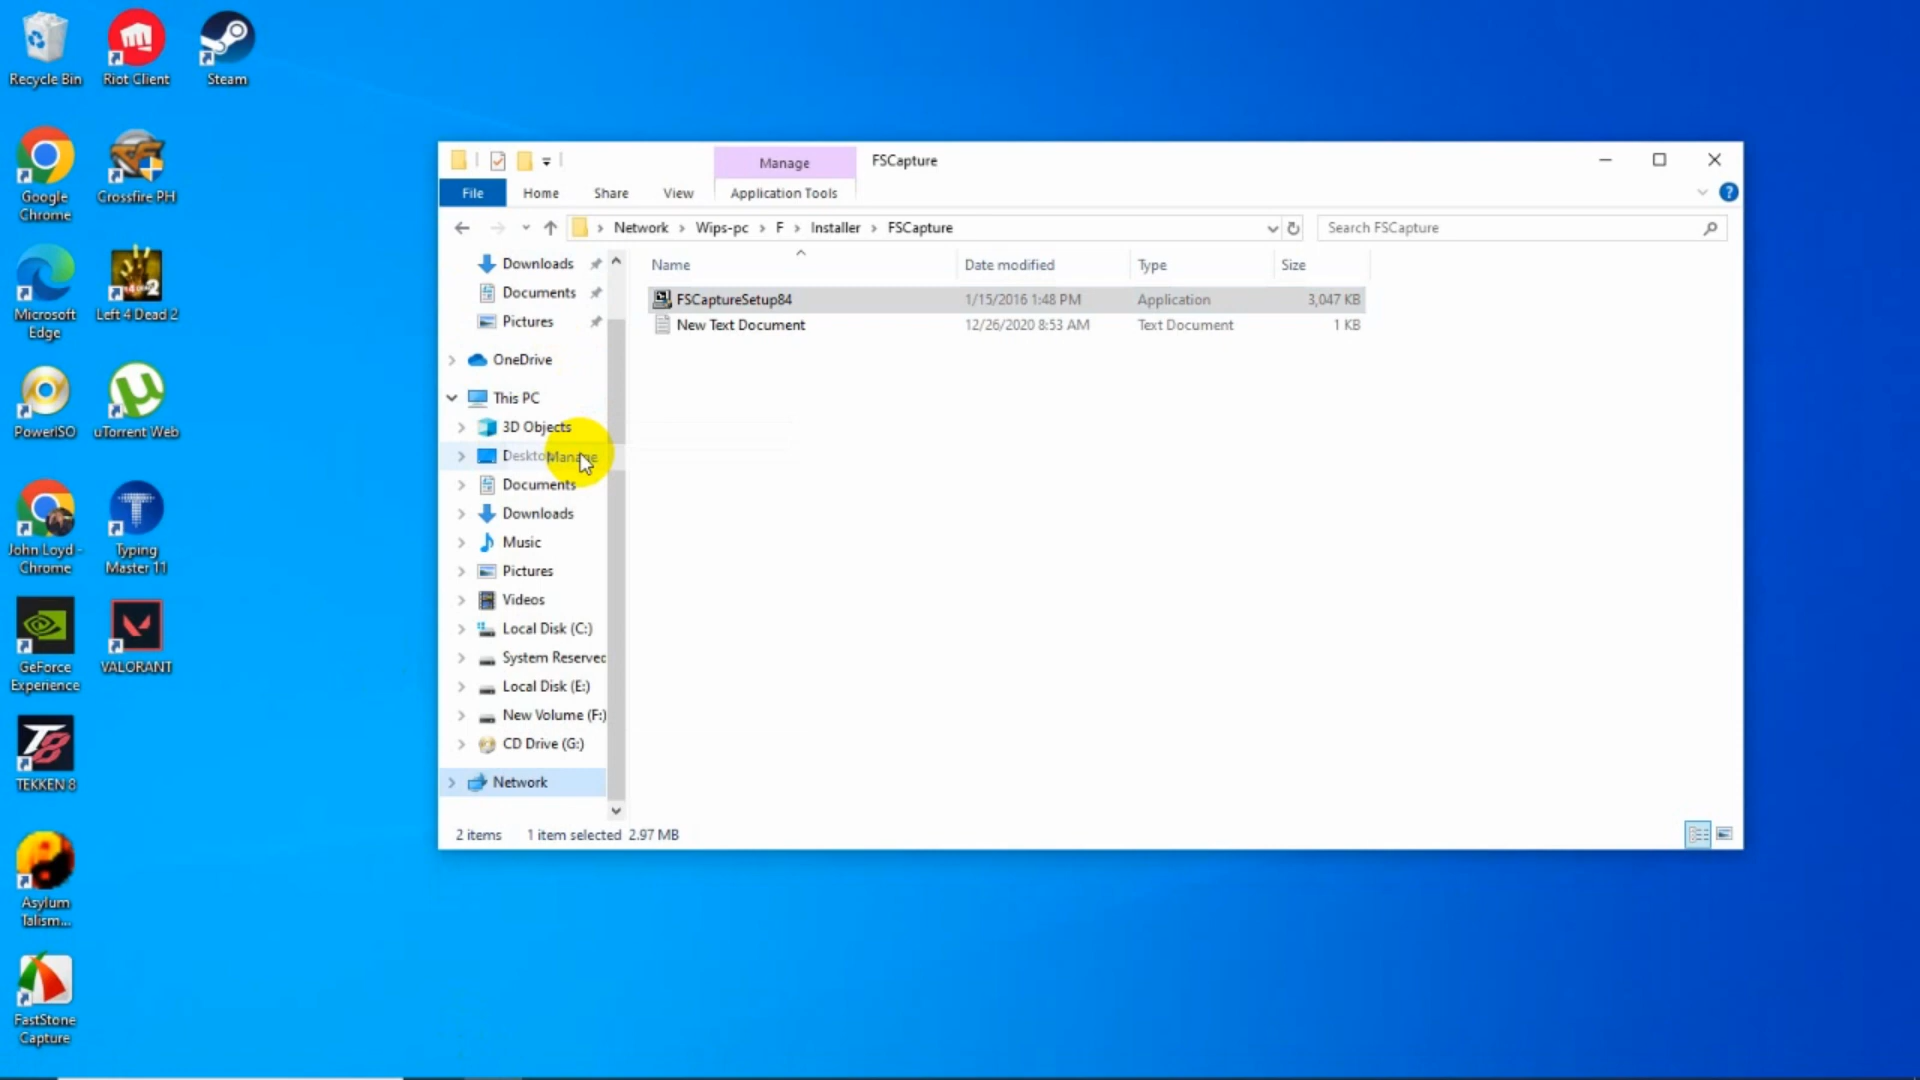 Recycle Bin
Riot Client
Steam
Google
Chrome
Crossfire PH
Microsoft
Edge
Left 4 Dead 2
PowerISO
uTorrent Web
John Loyd -
Chrome
Typing
Master 11
GeForce
Experience
VALORANT
TEKKEN 8
Asylum
Talism...
FastStone
Capture
Manage
FSCapture
File
Home
Share
View
Application Tools
Network > Wips-pc > F > Installer > FSCapture
Search FSCapture
Name
Date modified
Type
Size
FSCaptureSetup84 1/15/2016 1:48 PM Application 3,047 KB
New Text Document 12/26/2020 8:53 AM Text Document 1 KB
Downloads
Documents
Pictures
OneDrive
This PC
3D Objects
Deskto
Manage
Documents
Downloads
Music
Pictures
Videos
Local Disk (C:)
System Reserved
Local Disk (E:)
New Volume (F:)
CD Drive (G:)
Network
2 items 1 item selected 2.97 MB